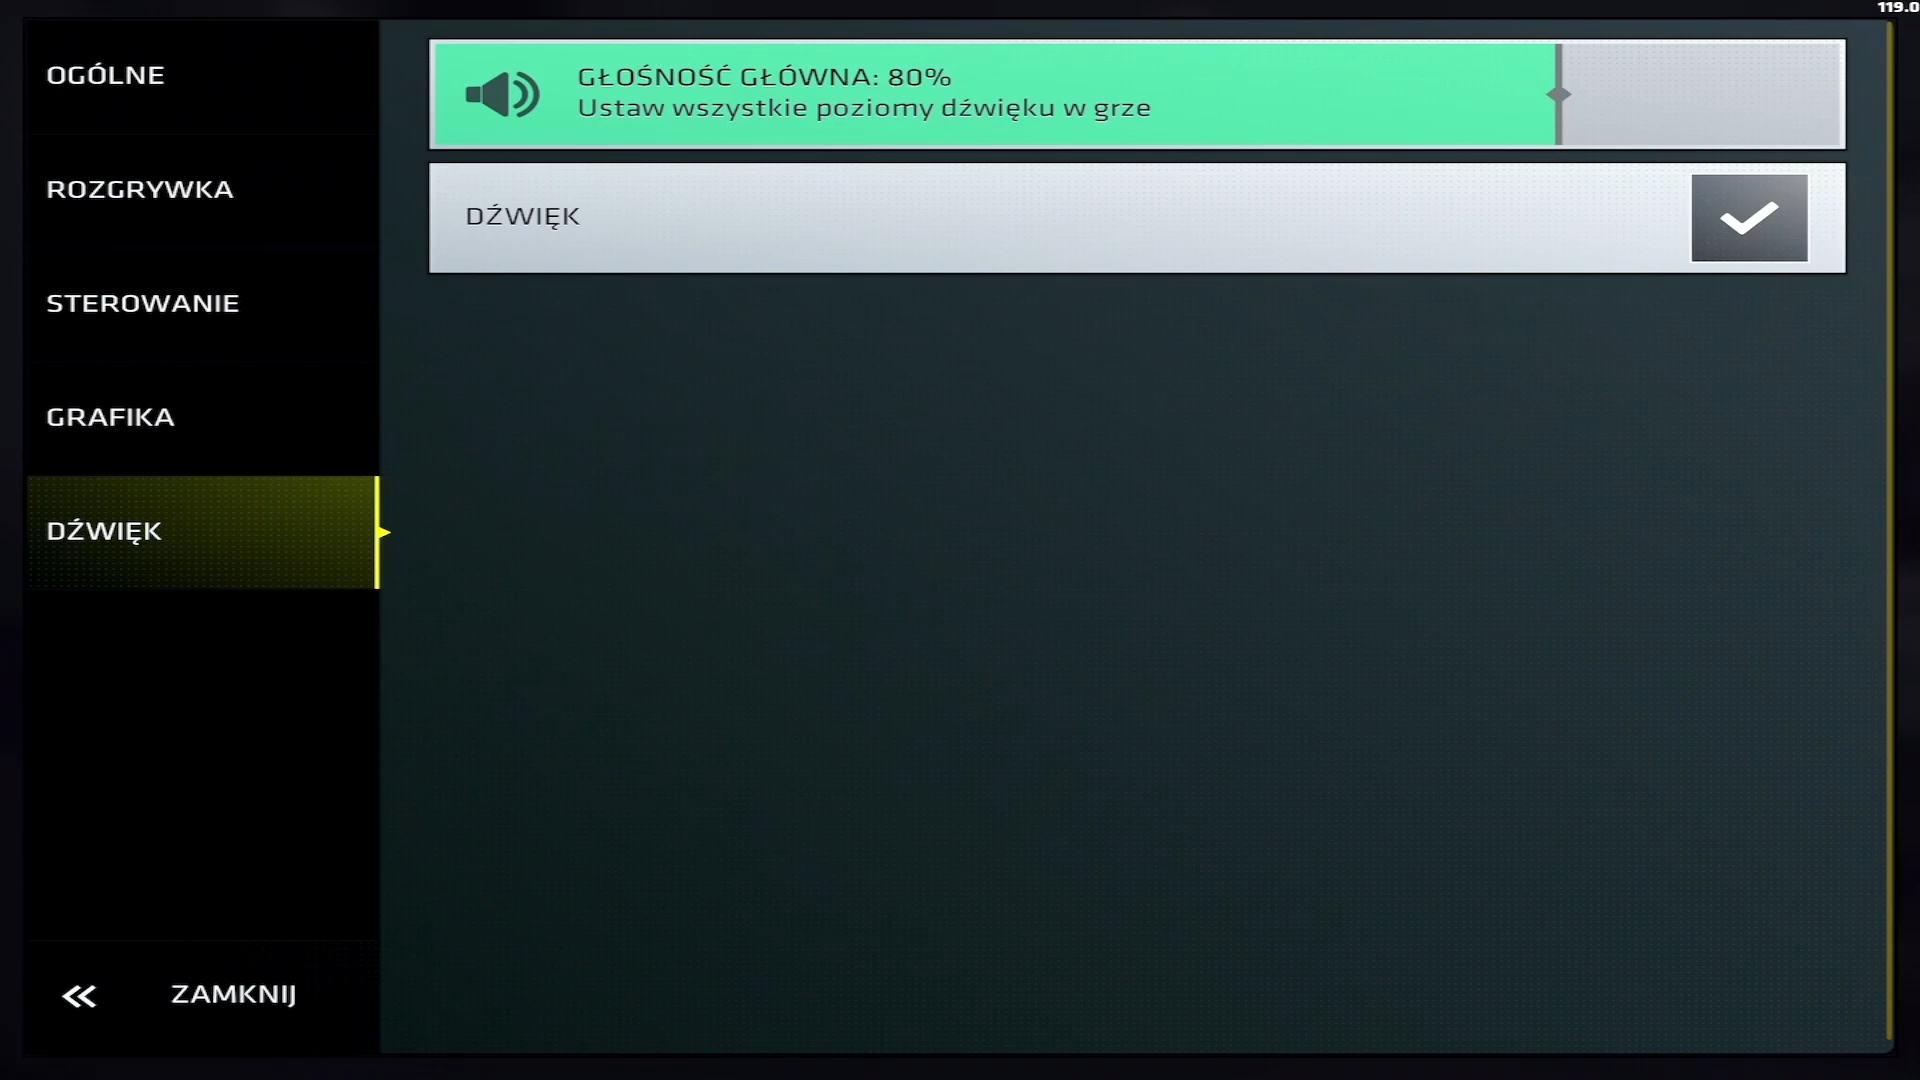 119.0
OGÓLNE
ROZGRYWKA
STEROWANIE
GRAFIKA
DŹWIĘK
ZAMKNIJ
GŁOŚNOŚĆ GŁÓWNA: 80%
Ustaw wszystkie poziomy dźwięku w grze
DŹWIĘK